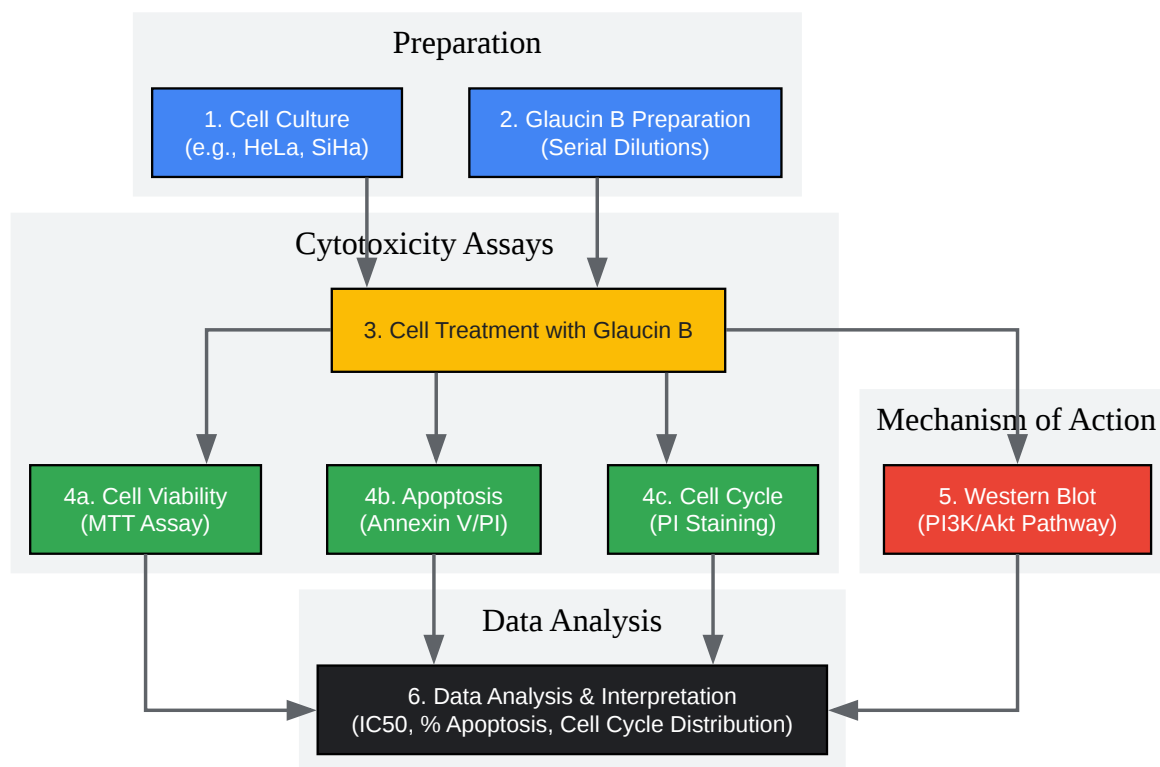 Preparation
1. Cell Culture
(e.g., HeLa, SiHa)
2. Glaucin B Preparation
(Serial Dilutions)
Cytotoxicity Assays
3. Cell Treatment with Glaucin B
Mechanism of Action
4a. Cell Viability
(MTT Assay)
4b. Apoptosis
(Annexin V/PI)
4c. Cell Cycle
(PI Staining)
5. Western Blot
(PI3K/Akt Pathway)
Data Analysis
6. Data Analysis & Interpretation
(IC50, % Apoptosis, Cell Cycle Distribution)